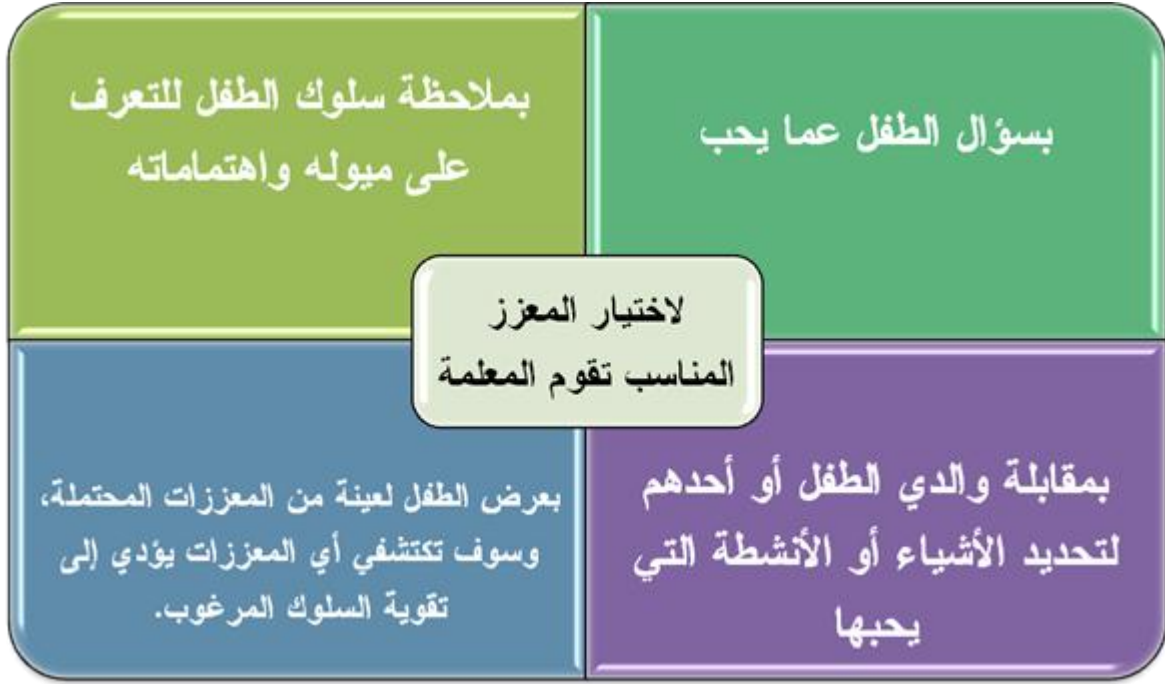 بسؤال الطفل عما يحب
بملاحظة سلوك الطفل للتعرف
على ميوله واهتماماته
لاختيار المعزز
المناسب تقوم المعلمة
بمقابلة والدي الطفل أو أحدهم
لتحديد الأشياء أو الأنشطة التي
يحبها
بعرض الطفل لعينة من المعززات المحتملة،
وسوف تكتشفي أي المعززات يؤدي إلى
تقوية السلوك المرغوب.